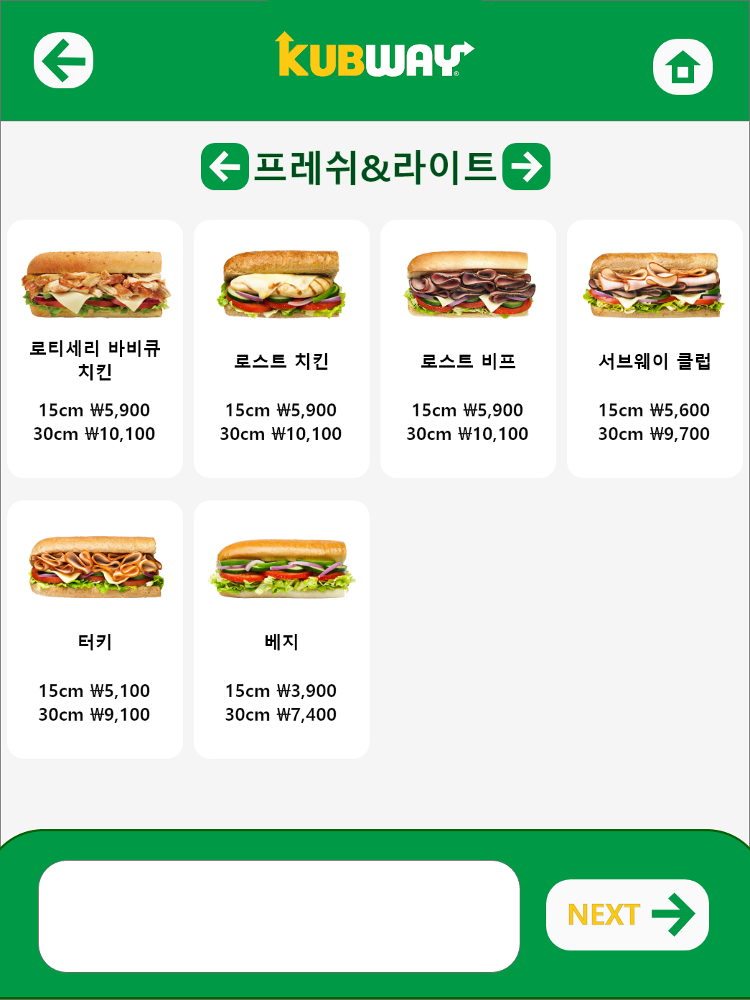 KUBWAY®
프레쉬&라이트
로티세리 바비큐
치킨
15cm ₩5,900
30cm ₩10,100
로스트 치킨
15cm ₩5,900
30cm ₩10,100
로스트 비프
15cm ₩5,900
30cm ₩10,100
서브웨이 클럽
15cm ₩5,600
30cm ₩9,700
터키
15cm ₩5,100
30cm ₩9,100
베지
15cm ₩3,900
30cm ₩7,400
NEXT